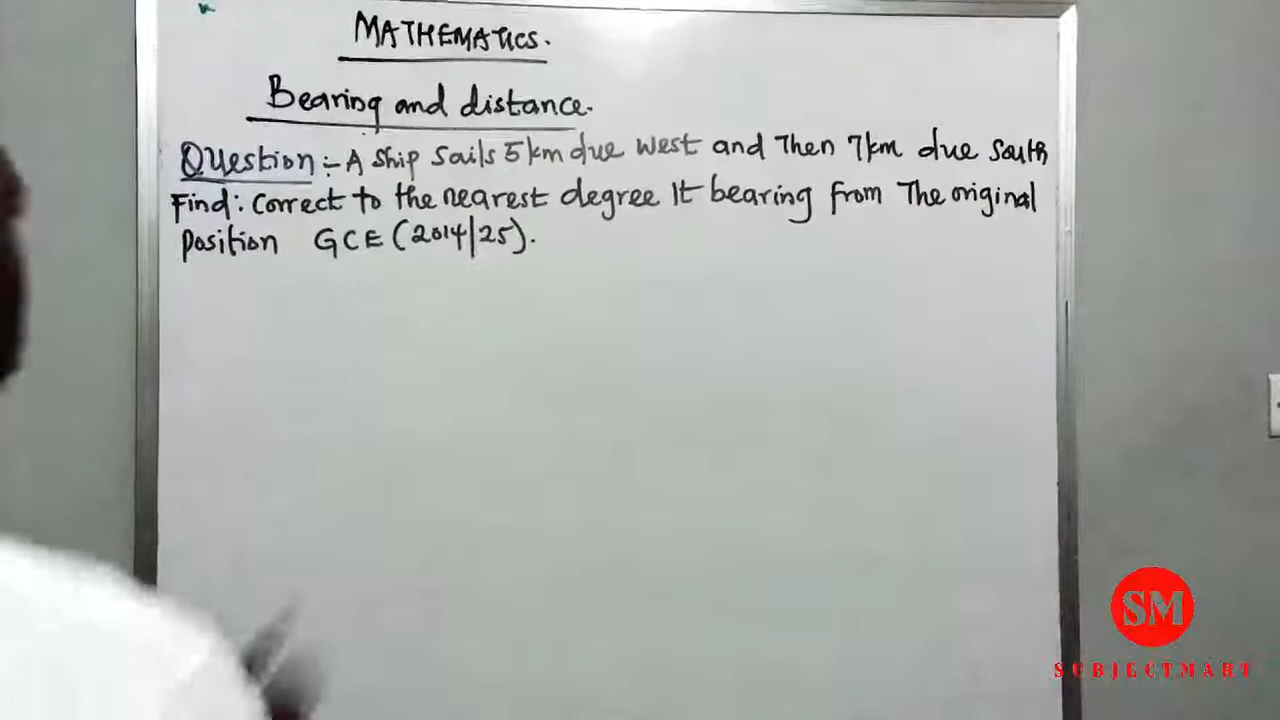 MATHEMATICS.
Bearing and distance.
Question:- A ship sails 5km due west and Then 7km due south
Find: Correct to the nearest degree It bearing from The original
position GCE (2014/25).
SM
SUBJECTMART